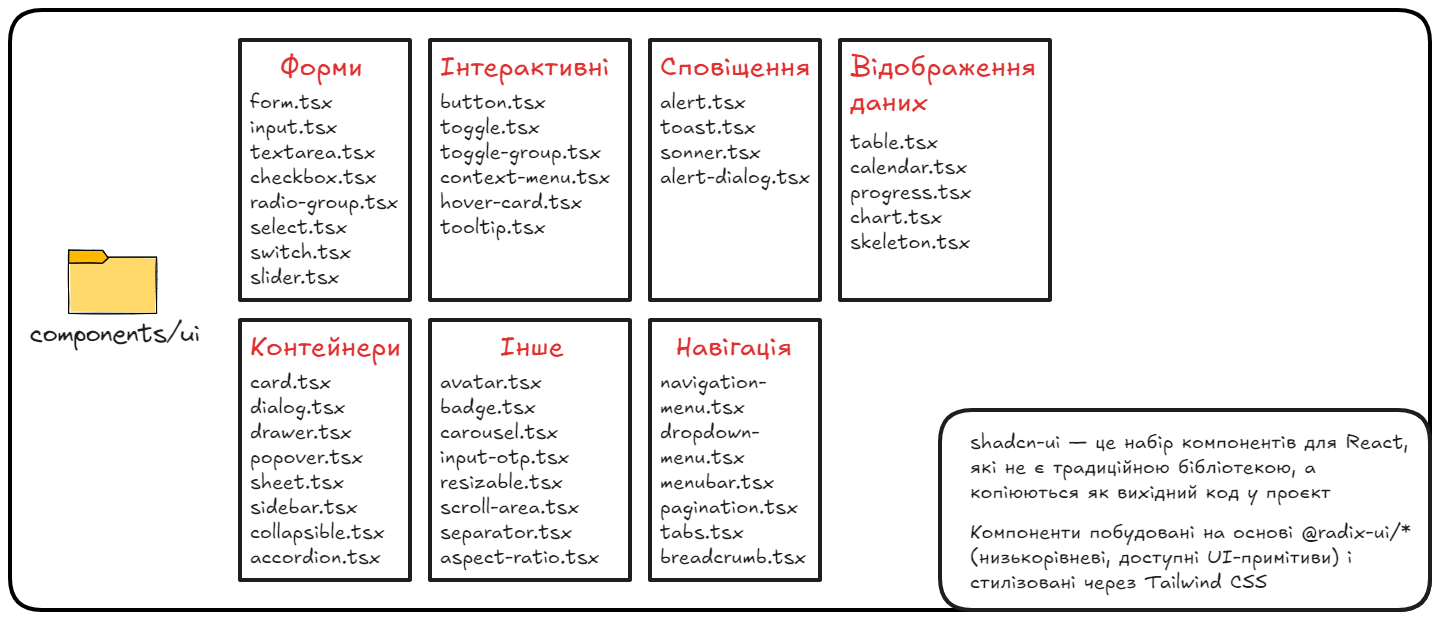 components/ui
Форми
form.tsx
input.tsx
textarea.tsx
checkbox.tsx
radio-group.tsx
select.tsx
switch.tsx
slider.tsx
Інтерактивні
button.tsx
toggle.tsx
toggle-group.tsx
context-menu.tsx
hover-card.tsx
tooltip.tsx
Сповіщення
alert.tsx
toast.tsx
sonner.tsx
alert-dialog.tsx
Відображення
даних
table.tsx
calendar.tsx
progress.tsx
chart.tsx
skeleton.tsx
Контейнери
card.tsx
dialog.tsx
drawer.tsx
popover.tsx
sheet.tsx
sidebar.tsx
collapsible.tsx
accordion.tsx
Інше
avatar.tsx
badge.tsx
carousel.tsx
input-otp.tsx
resizable.tsx
scroll-area.tsx
separator.tsx
aspect-ratio.tsx
Навігація
navigation-
menu.tsx
dropdown-
menu.tsx
menubar.tsx
pagination.tsx
tabs.tsx
breadcrumb.tsx
shadcn-ui — це набір компонентів для React,
які не є традиційною бібліотекою, а
копіюються як вихідний код у проєкт
Компоненти побудовані на основі @radix-ui/*
(низькорівневі, доступні UI-примітиви) і
стилізовані через Tailwind CSS